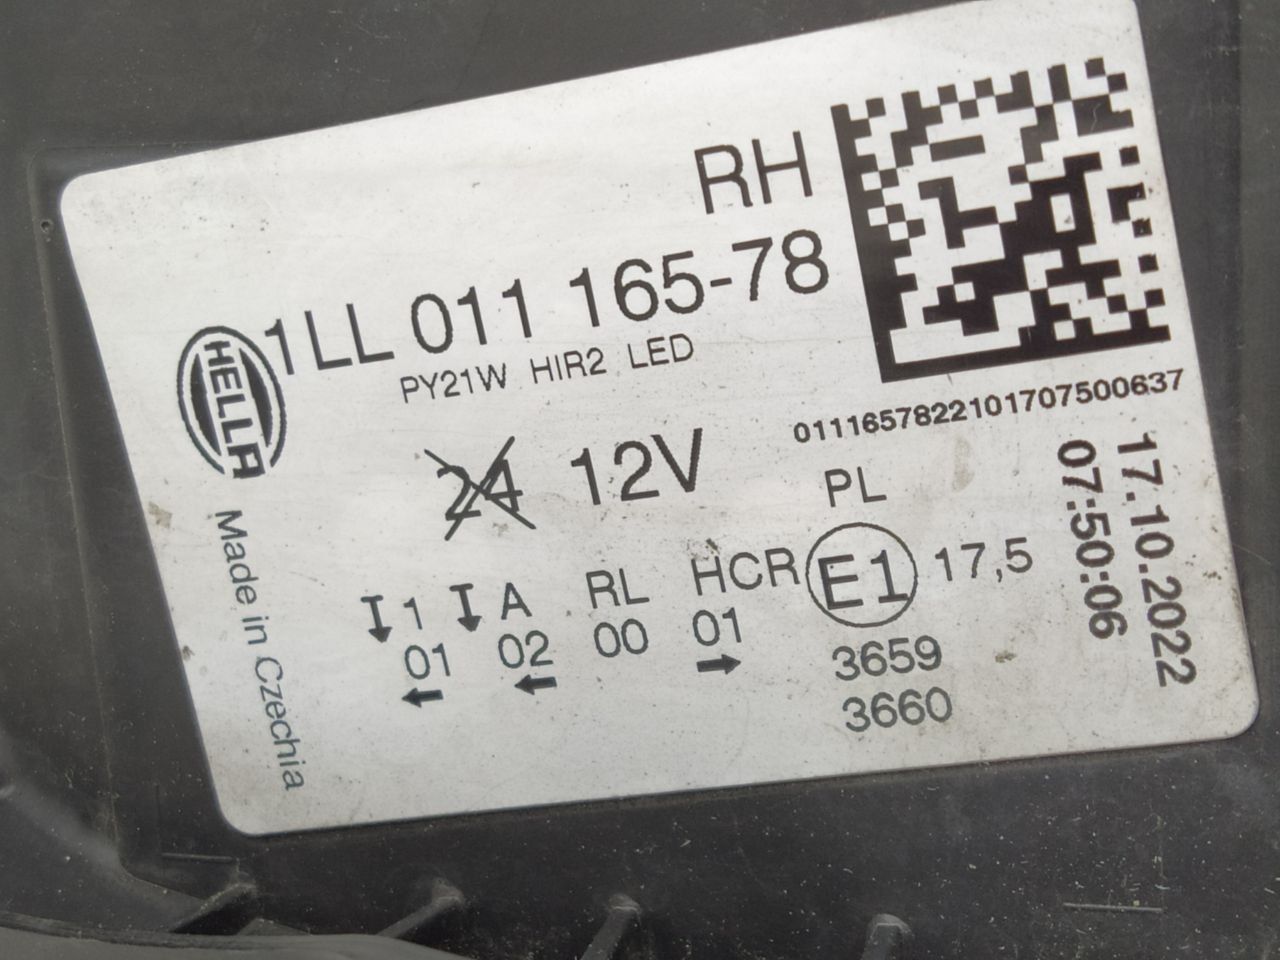 RH
1LL 011 165-78
HELLA
PY21W HIR2 LED
0111657822101707500637
24 12V
PL
17.10.2022
07:50:06
Made in Czechia
1 A RL HCR E1 17,5
01 02 00 01
3659
3660